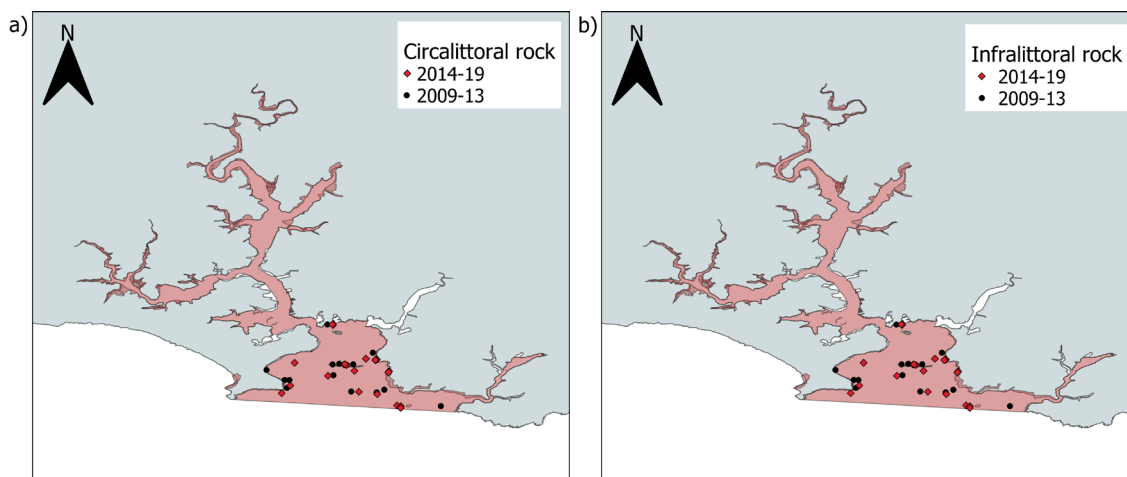 a)
N
Circalittoral rock
2014-19
2009-13
b)
N
Infralittoral rock
2014-19
2009-13